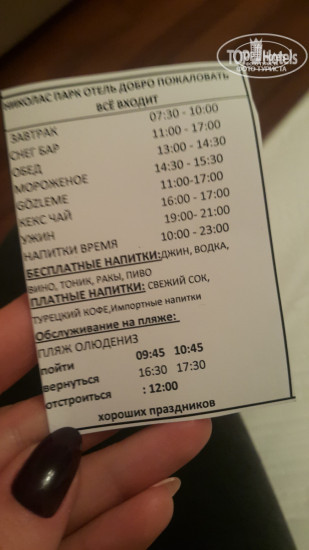 TOP Hotels
ФОТО ТУРИСТА
НИКОЛАС ПАРК ОТЕЛЬ ДОБРО ПОЖАЛОВАТЬ
ВСЁ ВХОДИТ
ЗАВТРАК 07:30 - 10:00
СНЕГ БАР 11:00 - 17:00
ОБЕД 13:00 - 14:30
МОРОЖЕНОЕ 14:30 - 15:30
GÖZLEME 11:00-17:00
КЕКС ЧАЙ 16:00 - 17:00
УЖИН 19:00 - 21:00
НАПИТКИ ВРЕМЯ 10:00 - 23:00
БЕСПЛАТНЫЕ НАПИТКИ:ДЖИН, ВОДКА,
ВИНО, ТОНИК, РАКЫ, ПИВО
ПЛАТНЫЕ НАПИТКИ: СВЕЖИЙ СОК,
ТУРЕЦКИЙ КОФЕ,Импортные напитки
Обслуживание на пляже:
ПЛЯЖ ОЛЮДЕНИЗ
пойти 09:45 10:45
вернуться 16:30 17:30
отстроиться : 12:00
хороших праздников